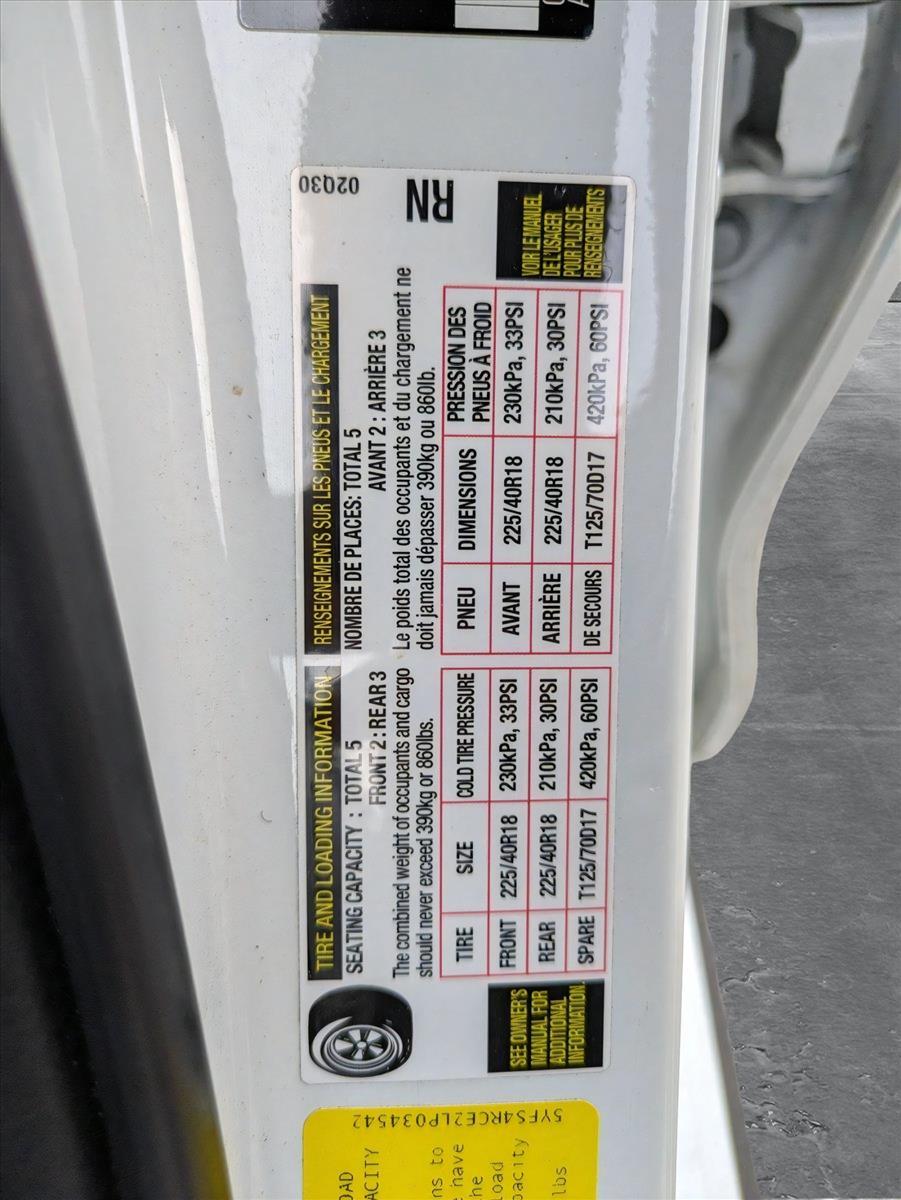 TIRE AND LOADING INFORMATION
SEATING CAPACITY : TOTAL 5
FRONT 2 : REAR 3
The combined weight of occupants and cargo
should never exceed 390kg or 860lbs.
TIRE SIZE COLD TIRE PRESSURE
FRONT 225/40R18 230kPa, 33PSI
REAR 225/40R18 210kPa, 30PSI
SPARE T125/70D17 420kPa, 60PSI
SEE OWNER'S
MANUAL FOR
ADDITIONAL
INFORMATION.
RENSEIGNEMENTS SUR LES PNEUS ET LE CHARGEMENT
NOMBRE DE PLACES: TOTAL 5
AVANT 2 : ARRIÈRE 3
Le poids total des occupants et du chargement ne
doit jamais dépasser 390kg ou 860lb.
PNEU DIMENSIONS PRESSION DES
PNEUS À FROID
AVANT 225/40R18 230kPa, 33PSI
ARRIÈRE 225/40R18 210kPa, 30PSI
DE SECOURS T125/70D17 420kPa, 60PSI
VOIR LE MANUEL
DE L'USAGER
POUR PLUS DE
RENSEIGNEMENTS
02Q30
RN
5YFS4RCE2LP034542
ACITY
to
have
lbs